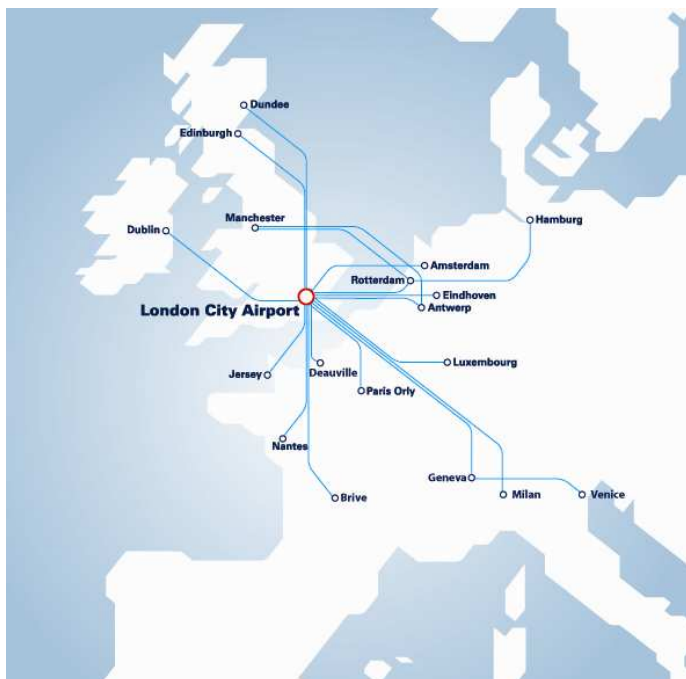 Dundee
Edinburgh
Manchester
Dublin
Hamburg
Amsterdam
Rotterdam
Eindhoven
London City Airport
Antwerp
Luxembourg
Deauville
Jersey
Paris Orly
Nantes
Geneva
Brive
Milan
Venice